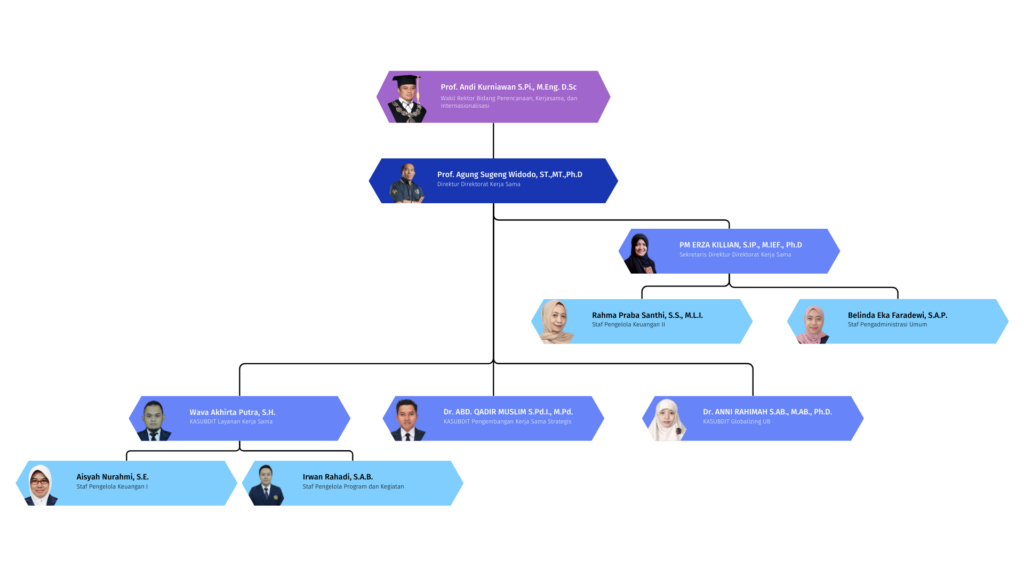 Prof. Andi Kurniawan S.Pi., M.Eng. D.Sc
Wakil Rektor Bidang Perencanaan, Kerjasama, dan
Internasionalisasi
Prof. Agung Sugeng Widodo, ST.,MT.,Ph.D
Direktur Direktorat Kerja Sama
PM ERZA KILLIAN, S.IP., M.IEF., Ph.D
Sekretaris Direktur Direktorat Kerja Sama
Rahma Praba Santhi, S.S., M.L.I.
Staf Pengelola Keuangan II
Belinda Eka Faradewi, S.A.P.
Staf Pengadministrasi Umum
Wava Akhirta Putra, S.H.
KASUBDIT Layanan Kerja Sama
Dr. ABD. QADIR MUSLIM S.Pd.I., M.Pd.
KASUBDIT Pengembangan Kerja Sama Strategis
Dr. ANNI RAHIMAH S.AB., M.AB., Ph.D.
KASUBDIT Globalizing UB
Aisyah Nurahmi, S.E.
Staf Pengelola Keuangan I
Irwan Rahadi, S.A.B.
Staf Pengelola Program dan Kegiatan